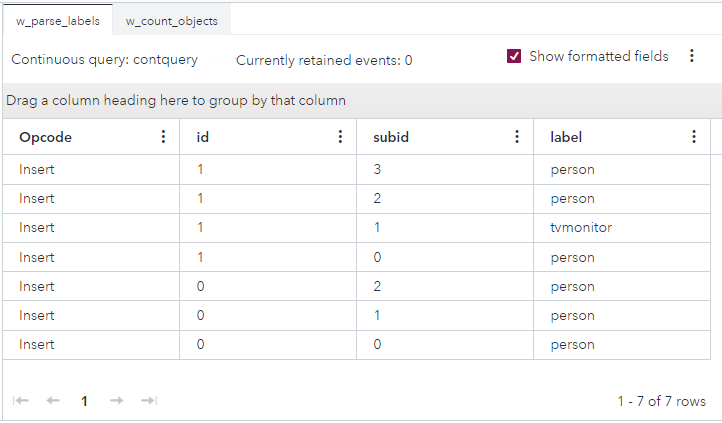 w_parse_labels w_count_objects
Continuous query: contquery Currently retained events: 0 Show formatted fields
Drag a column heading here to group by that column
Opcode id subid label
Insert 1 3 person
Insert 1 2 person
Insert 1 1 tvmonitor
Insert 1 0 person
Insert 0 2 person
Insert 0 1 person
Insert 0 0 person
1 1 - 7 of 7 rows